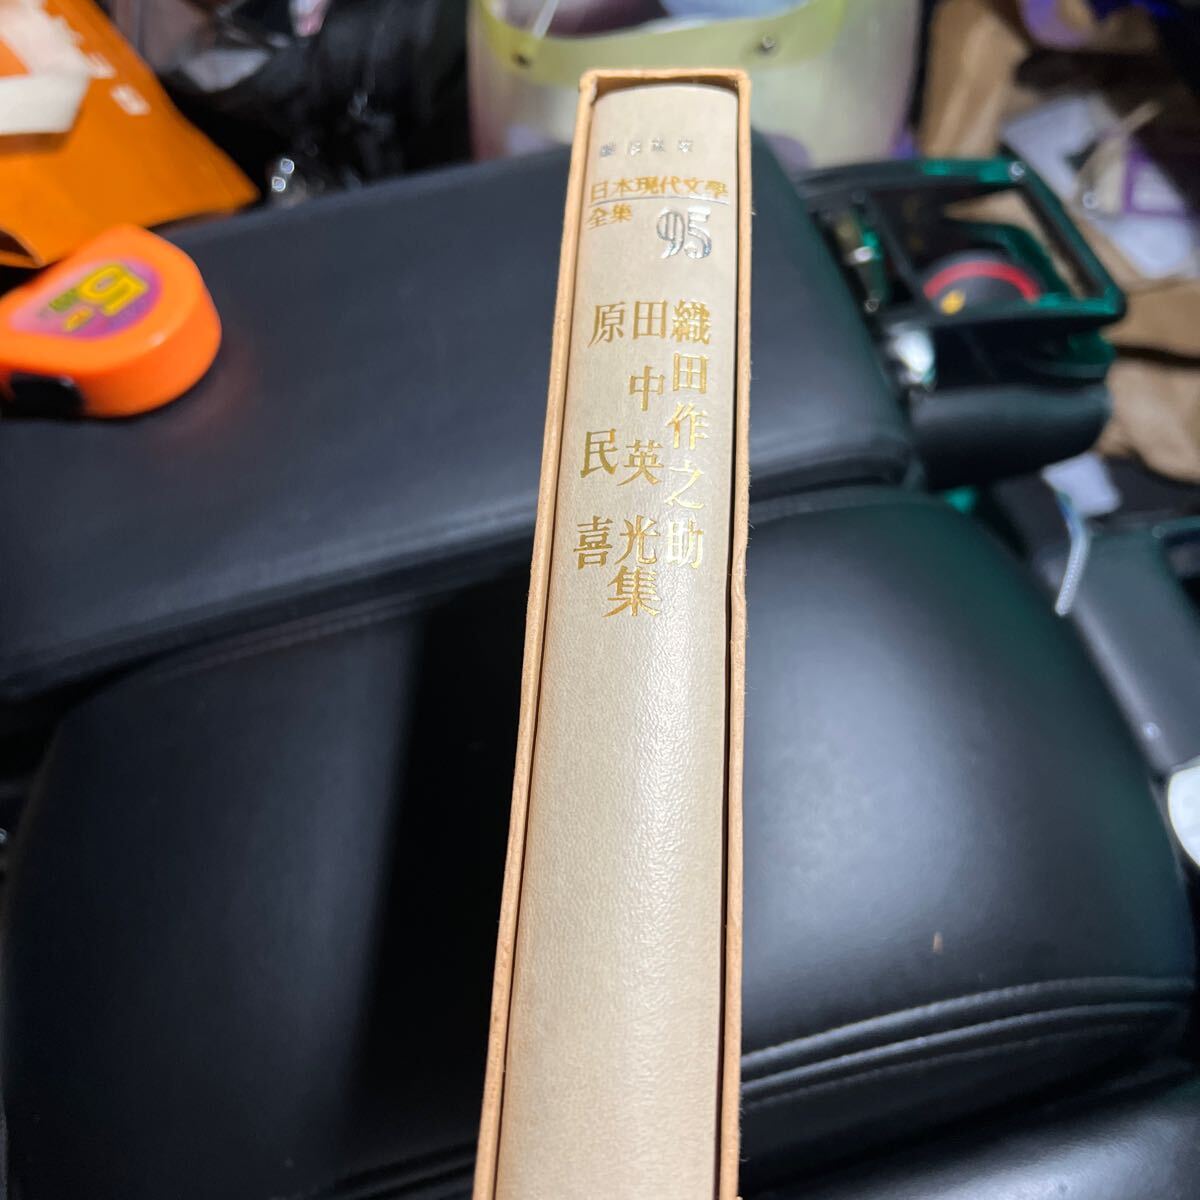 日本現代文學
全集 95
織田作之助
田中英光集
原民喜